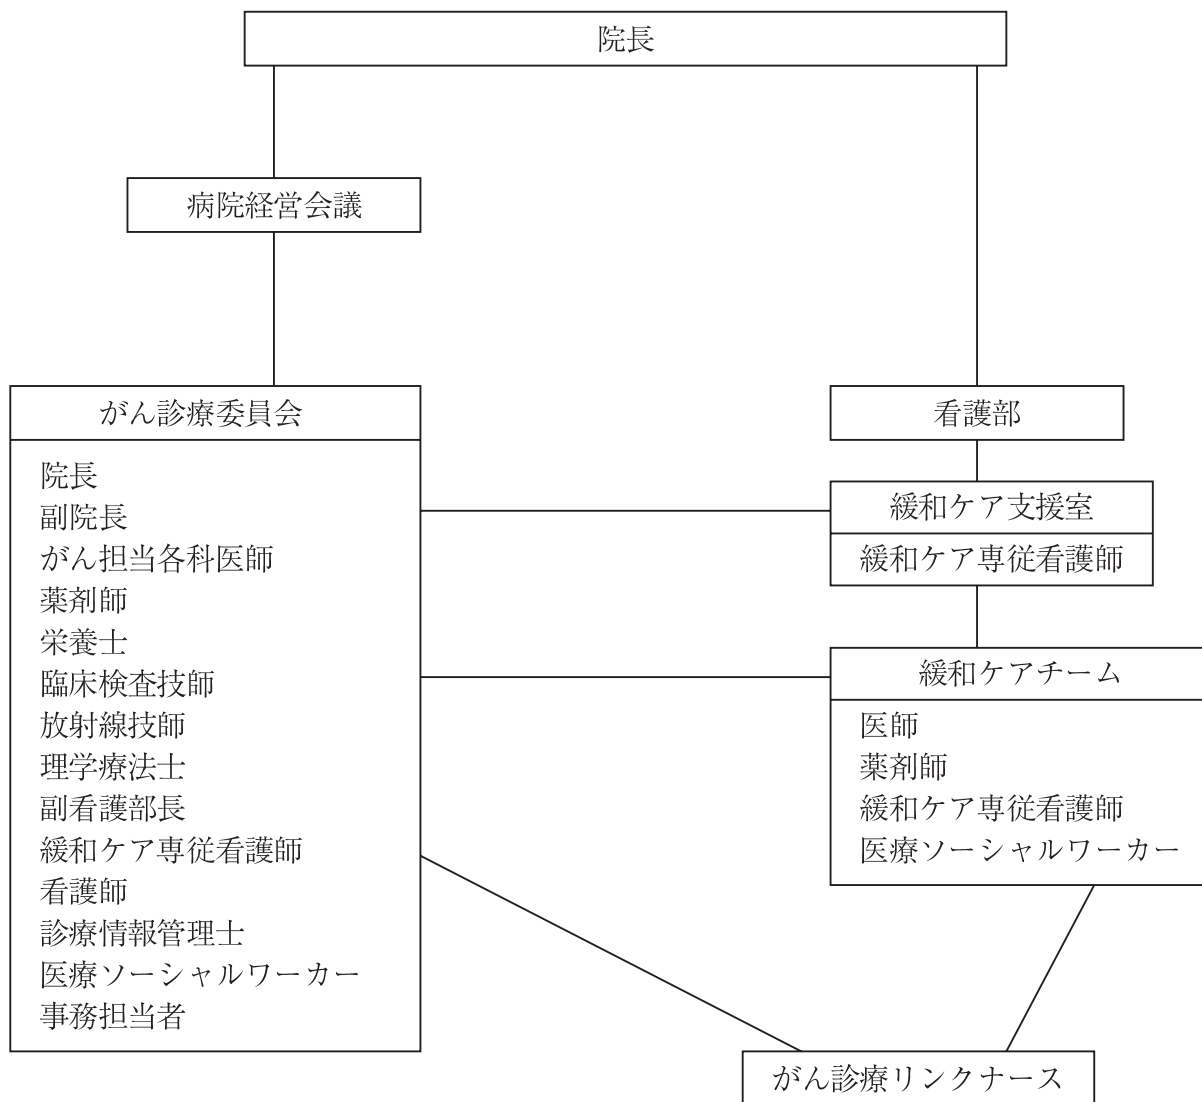 院長
病院経営会議
がん診療委員会
院長
副院長
がん担当各科医師
薬剤師
栄養士
臨床検査技師
放射線技師
理学療法士
副看護部長
緩和ケア専従看護師
看護師
診療情報管理士
医療ソーシャルワーカー
事務担当者
看護部
緩和ケア支援室
緩和ケア専従看護師
緩和ケアチーム
医師
薬剤師
緩和ケア専従看護師
医療ソーシャルワーカー
がん診療リンクナース